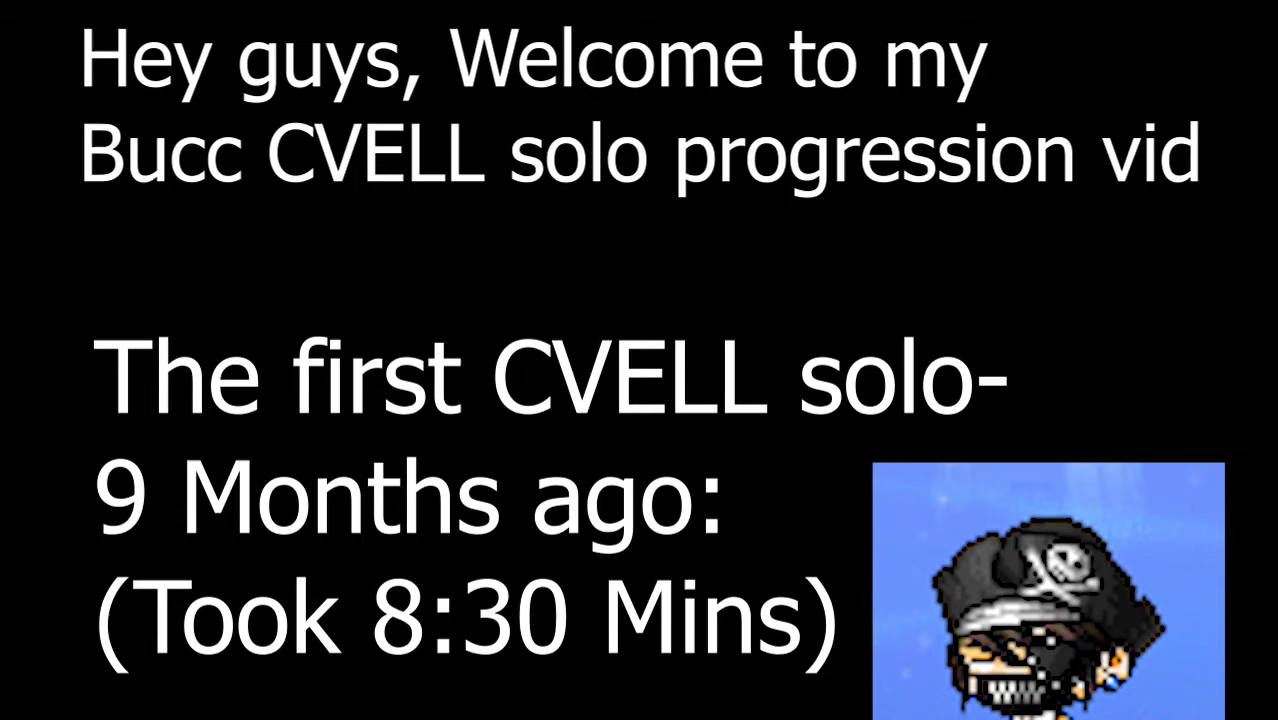 Hey guys, Welcome to my
Bucc CVELL solo progression vid
The first CVELL solo-
9 Months ago:
(Took 8:30 Mins)